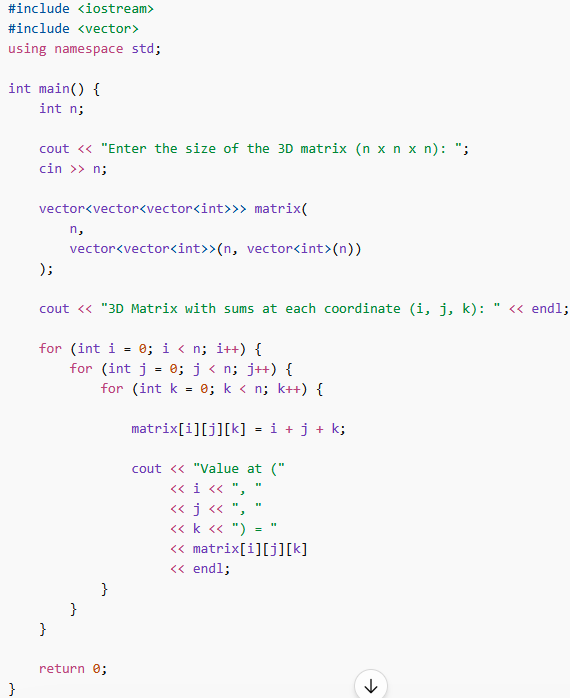 #include <iostream>
#include <vector>
using namespace std;

int main() {
    int n;

    cout << "Enter the size of the 3D matrix (n x n x n): ";
    cin >> n;

    vector<vector<vector<int>>> matrix(
        n,
        vector<vector<int>>(n, vector<int>(n))
    );

    cout << "3D Matrix with sums at each coordinate (i, j, k): " << endl;

    for (int i = 0; i < n; i++) {
        for (int j = 0; j < n; j++) {
            for (int k = 0; k < n; k++) {

                matrix[i][j][k] = i + j + k;

                cout << "Value at ("
                     << i << ", "
                     << j << ", "
                     << k << ") = "
                     << matrix[i][j][k]
                     << endl;
            }
        }
    }

    return 0;
}